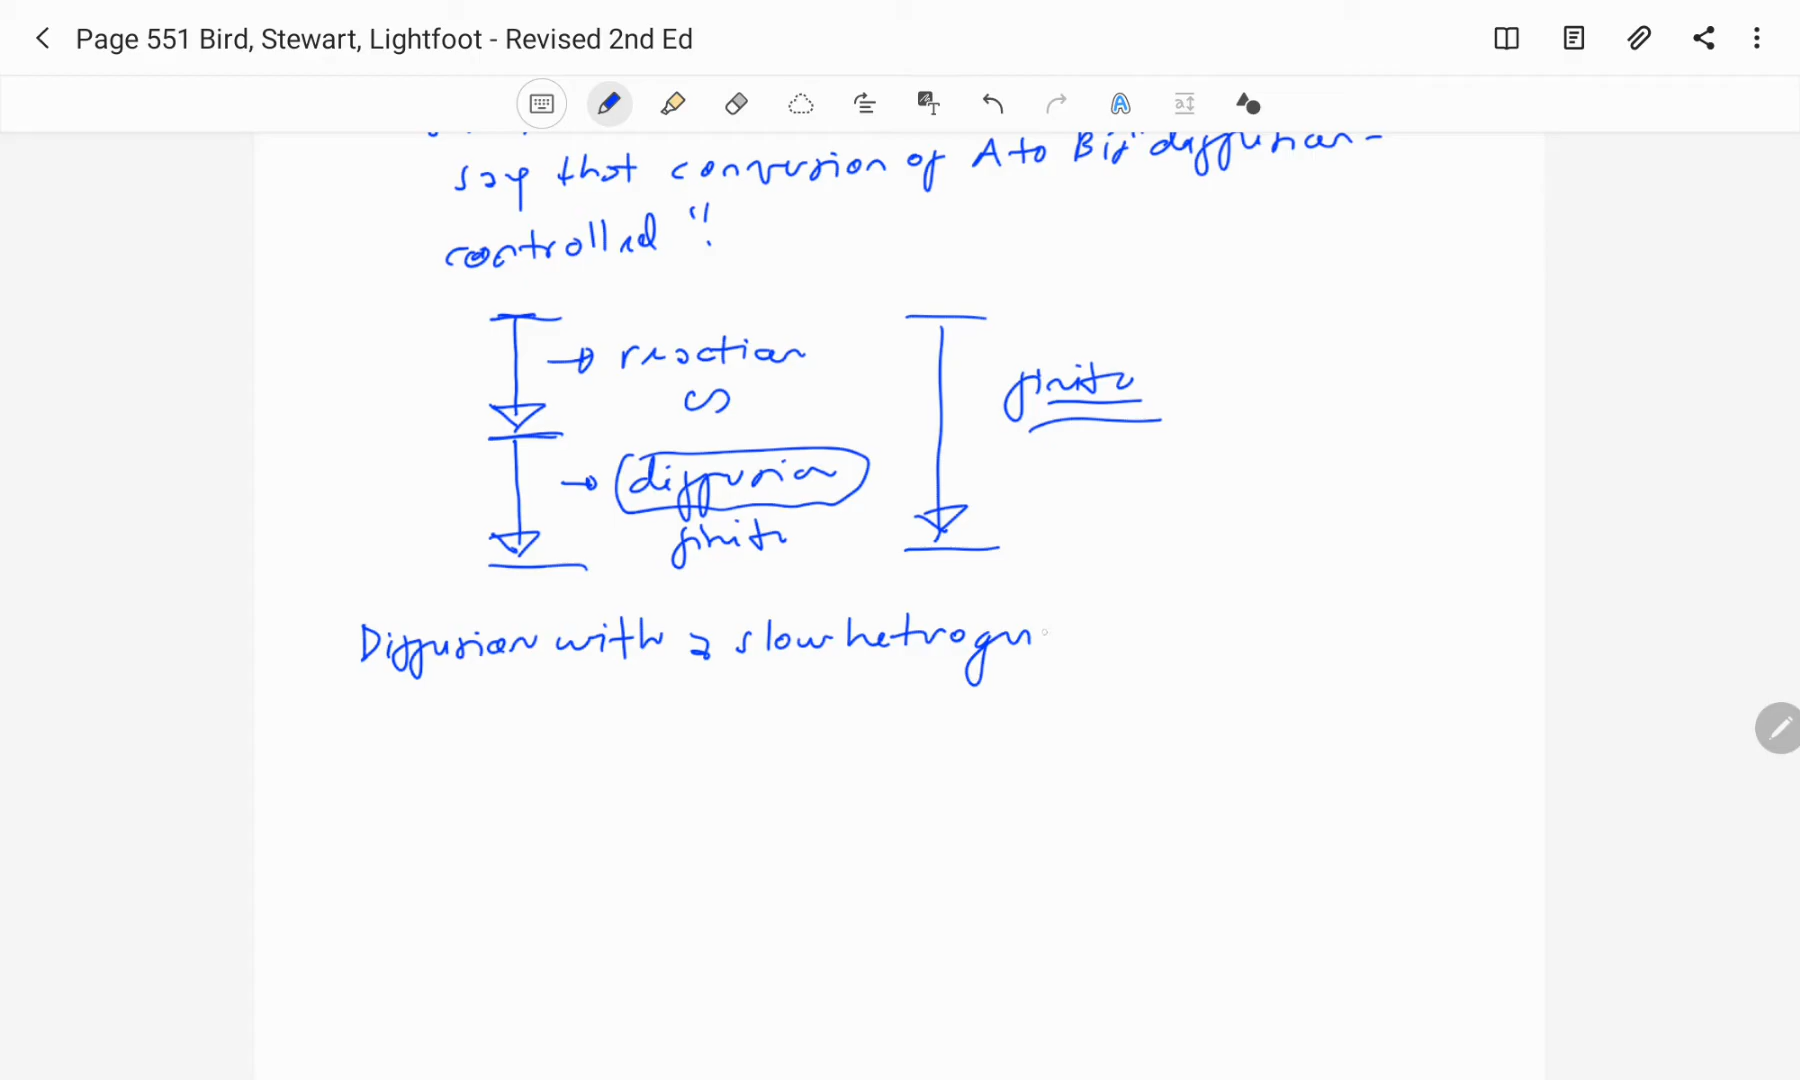 Page 551 Bird, Stewart, Lightfoot - Revised 2nd Ed
say that conversion of A to B is "diffusion-
controlled"!
→ reaction
∞
finite
→ diffusion
finite
Diffusion with a slow hetrogen